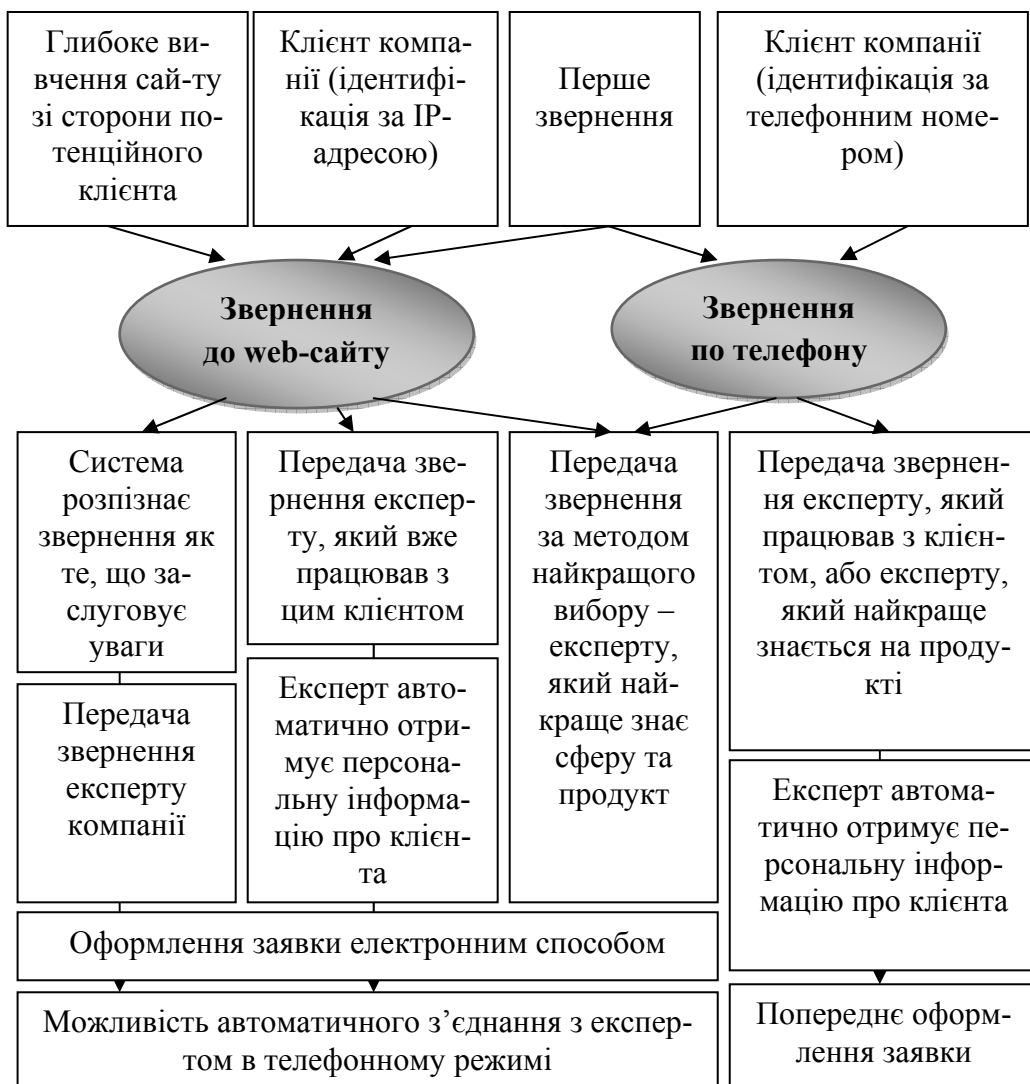 Глибоке ви-
вчення сай-ту
зі сторони по-
тенційного
клієнта
Клієнт компа-
нії (ідентифі-
кація за IP-
адресою)
Перше
звернення
Клієнт компанії
(ідентифікація за
телефонним номе-
ром)
Звернення
до web-сайту
Звернення
по телефону
Система
розпізнає
звернення як
те, що за-
слуговує
уваги
Передача зве-
рнення експер-
ту, який вже
працював з
цим клієнтом
Передача
звернення
за методом
найкращого
вибору –
експерту,
який най-
краще знає
сферу та
продукт
Передача звернен-
ня експерту, який
працював з клієн-
том, або експерту,
який найкраще
знається на проду-
кті
Передача
звернення
експерту
компанії
Експерт авто-
матично отри-
мує персона-
льну інформа-
цію про клієн-
та
Експерт автома-
тично отримує пе-
рсональну інфор-
мацію про клієнта
Оформлення заявки електронним способом
Можливість автоматичного з’єднання з експер-
том в телефонному режимі
Попереднє оформ-
лення заявки